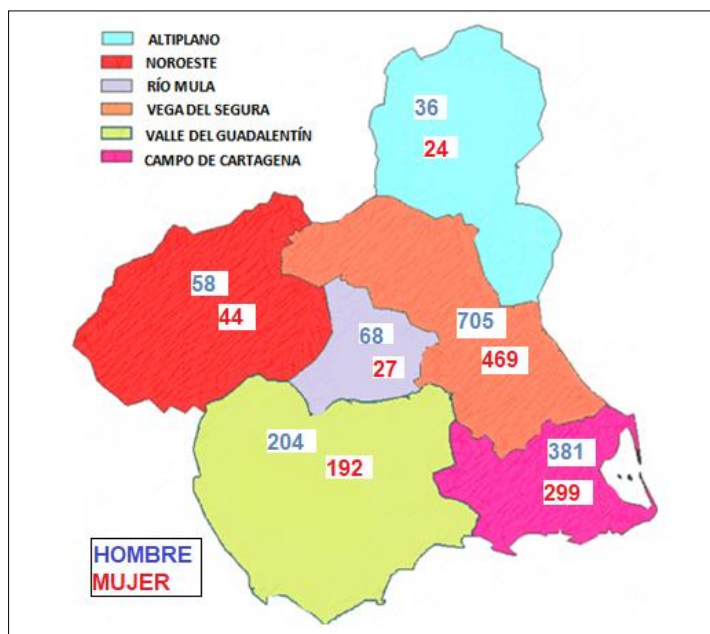 ALTIPLANO
NOROESTE
RÍO MULA
VEGA DEL SEGURA
VALLE DEL GUADALENTÍN
CAMPO DE CARTAGENA
36
24
58
44
68
27
705
469
204
192
381
299
HOMBRE
MUJER